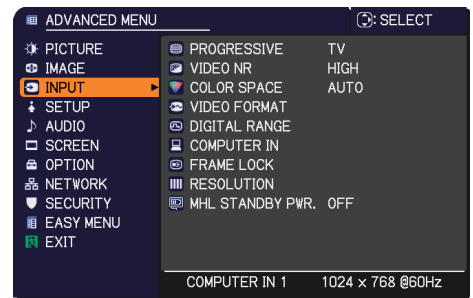 ADVANCED MENU : SELECT
PICTURE PROGRESSIVE TV
IMAGE VIDEO NR HIGH
INPUT COLOR SPACE AUTO
SETUP VIDEO FORMAT
AUDIO DIGITAL RANGE
SCREEN COMPUTER IN
OPTION FRAME LOCK
NETWORK RESOLUTION
SECURITY MHL STANDBY PWR. OFF
EASY MENU
EXIT
COMPUTER IN 1 1024 x 768 @60Hz